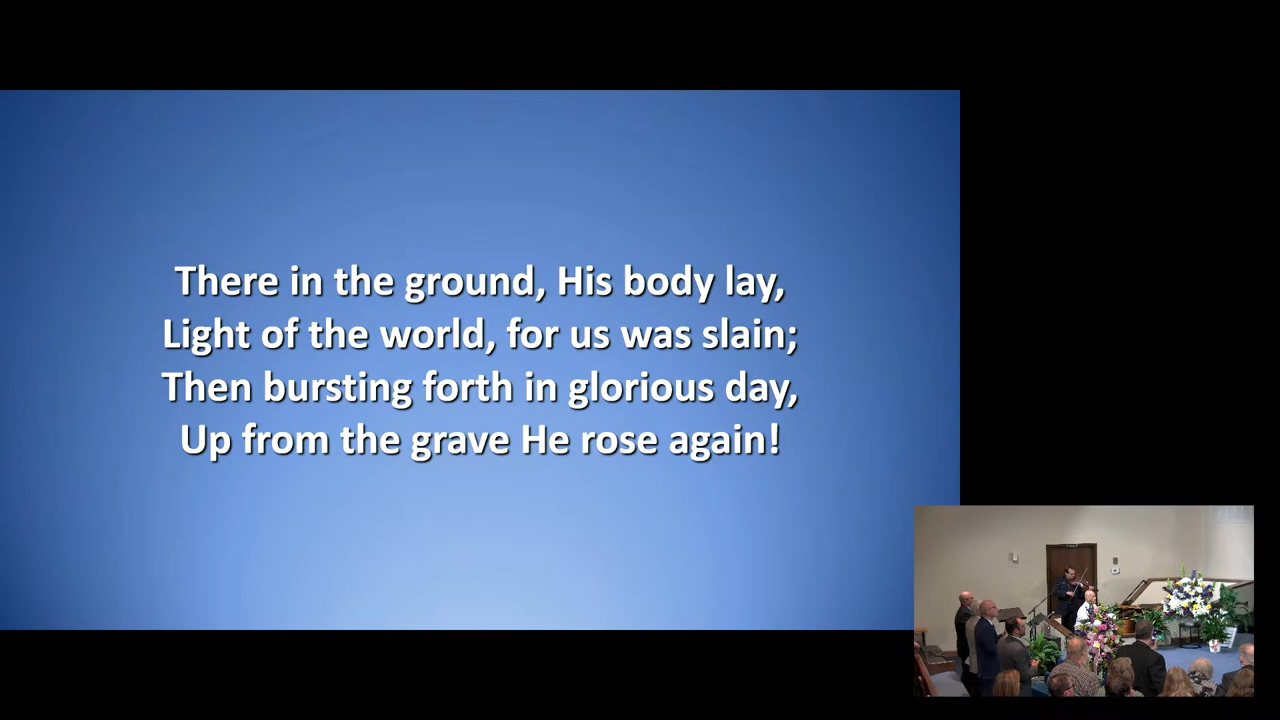 There in the ground, His body lay,
Light of the world, for us was slain;
Then bursting forth in glorious day,
Up from the grave He rose again!